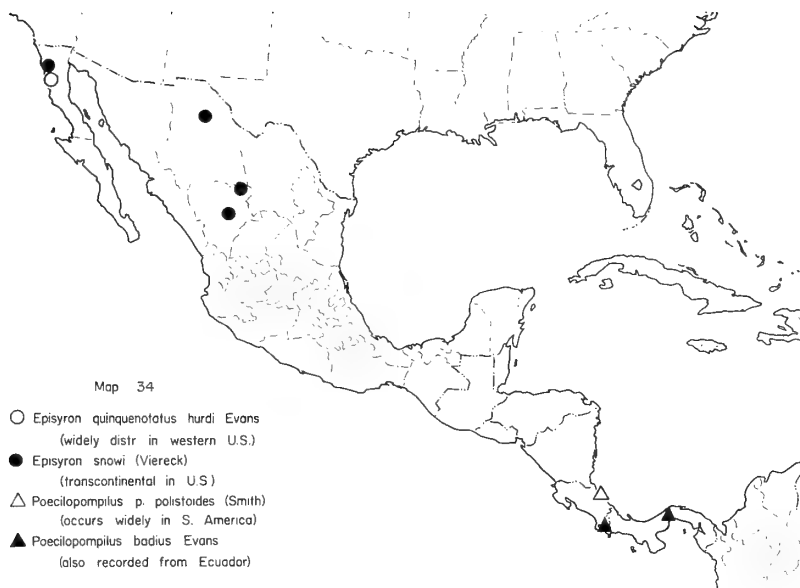 Map 34
Episyron quinquenotatus hurdi Evans
(widely distr in western U.S.)
Episyron snowi (Viereck)
(transcontinental in U.S)
Poecilopompilus p. polistoides (Smith)
(occurs widely in S. America)
Poecilopompilus badius Evans
(also recorded from Ecuador)